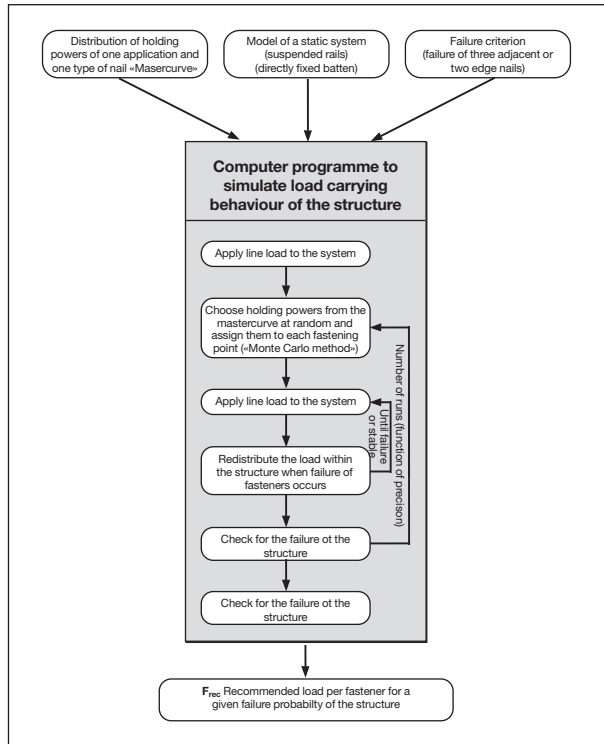 Distribution of holding
powers of one application and
one type of nail «Masercurve»
Model of a static system
(suspended rails)
(directly fixed batten)
Failure criterion
(failure of three adjacent or
two edge nails)
Computer programme to
simulate load carrying
behaviour of the structure
Apply line load to the system
Choose holding powers from the
mastercurve at random and
assign them to each fastening
point («Monte Carlo method»)
Apply line load to the system
Until failure
or stable
Number of runs (function of precison)
Redistribute the load within
the structure when failure of
fasteners occurs
Check for the failure ot the
structure
Check for the failure ot the
structure
Frec Recommended load per fastener for a
given failure probabilty of the structure